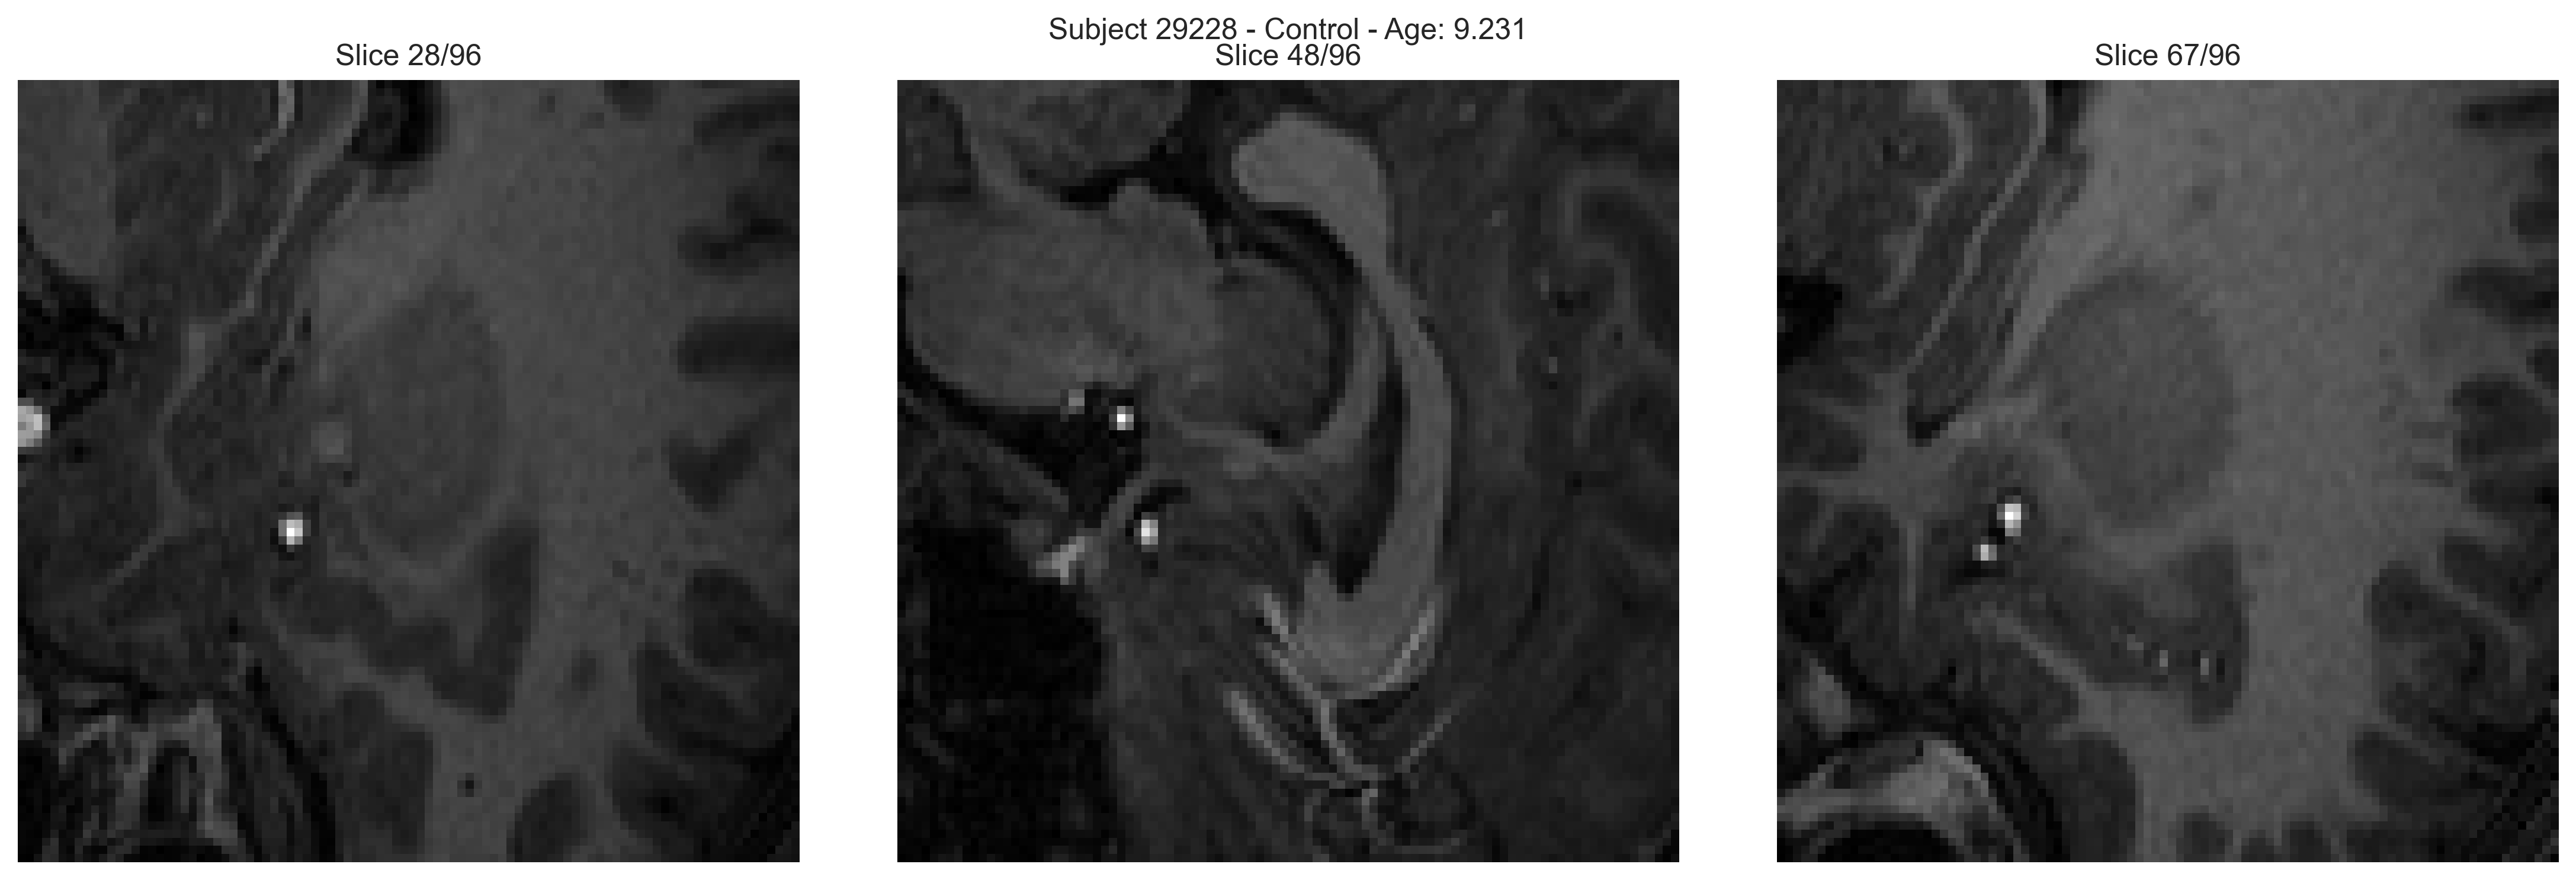 Subject 29228 - Control - Age: 9.231
Slice 28/96
Slice 48/96
Slice 67/96